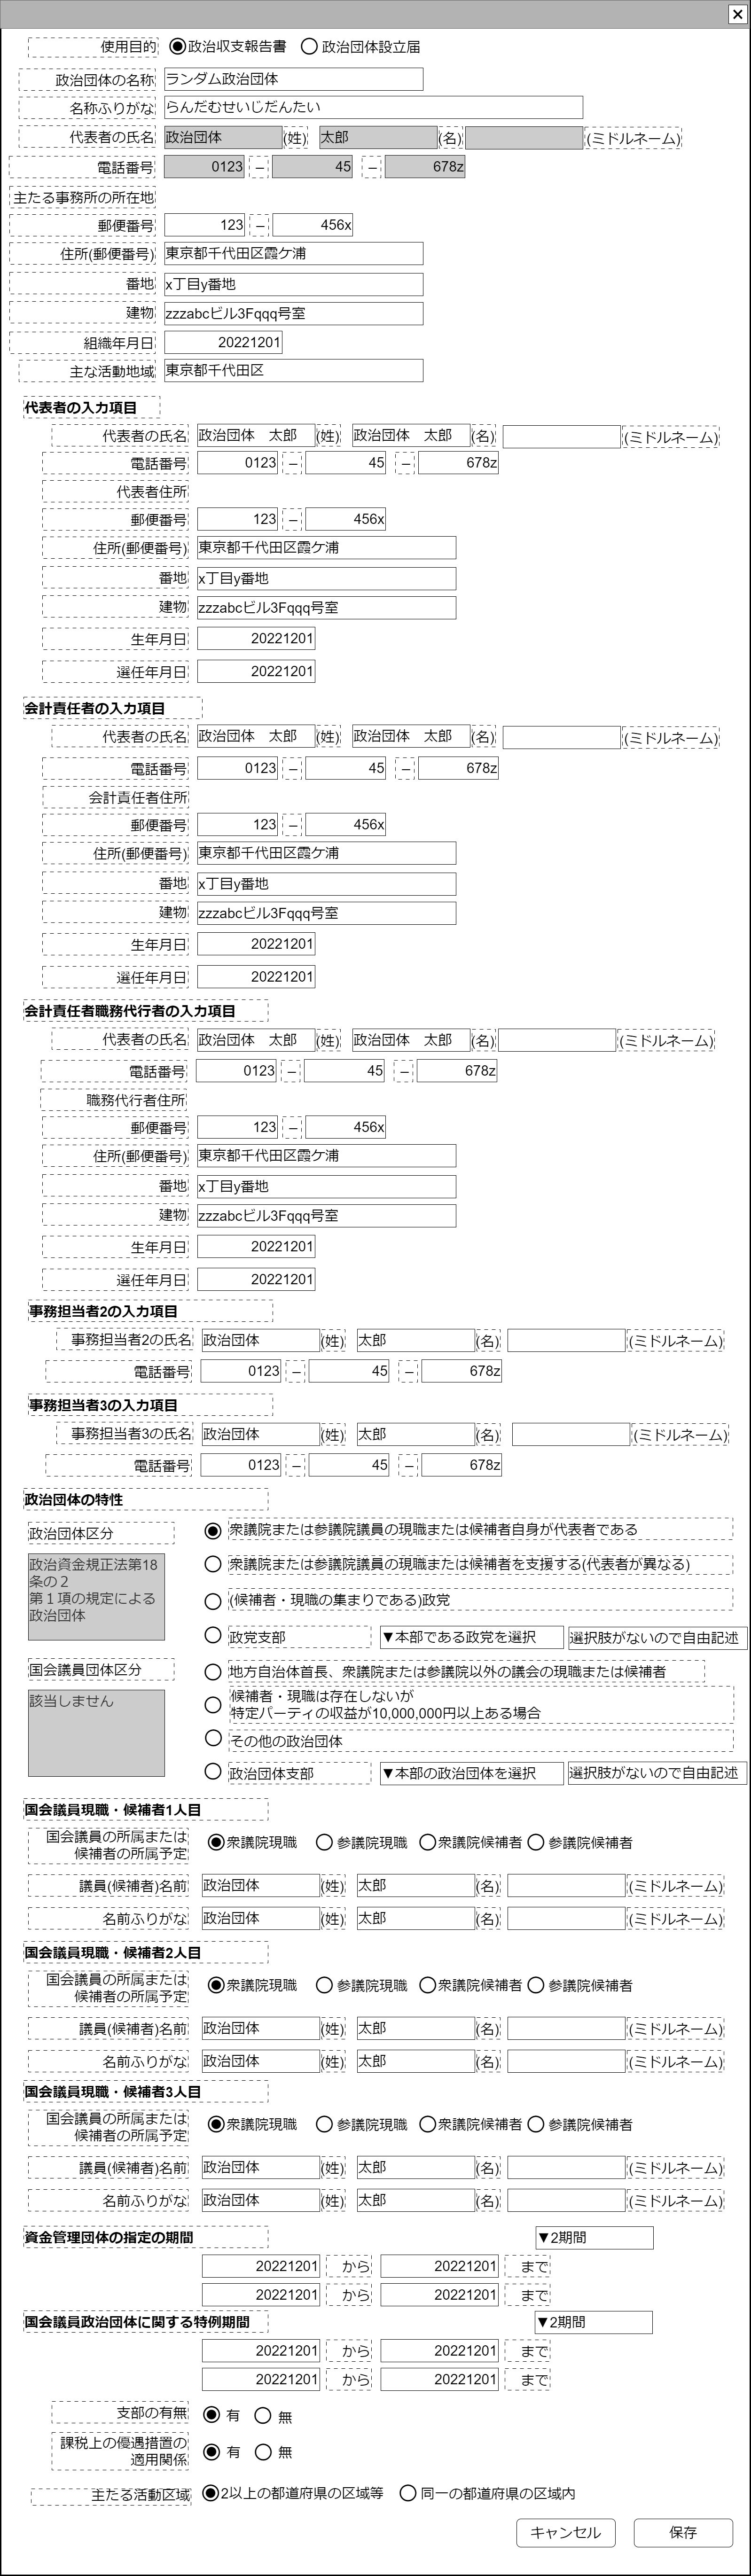 使用目的 政治収支報告書 政治団体設立届
政治団体の名称 ランダム政治団体
名称ふりがな らんだむせいじだんたい
代表者の氏名 政治団体 (姓) 太郎 (名) (ミドルネーム)
電話番号 0123 – 45 – 678z
主たる事務所の所在地
郵便番号 123 – 456x
住所(郵便番号) 東京都千代田区霞ケ浦
番地 x丁目y番地
建物 zzzabcビル3Fqqq号室
組織年月日 20221201
主な活動地域 東京都千代田区
代表者の入力項目
代表者の氏名 政治団体　太郎 (姓) 政治団体　太郎 (名) (ミドルネーム)
電話番号 0123 – 45 – 678z
代表者住所
郵便番号 123 – 456x
住所(郵便番号) 東京都千代田区霞ケ浦
番地 x丁目y番地
建物 zzzabcビル3Fqqq号室
生年月日 20221201
選任年月日 20221201
会計責任者の入力項目
代表者の氏名 政治団体　太郎 (姓) 政治団体　太郎 (名) (ミドルネーム)
電話番号 0123 – 45 – 678z
会計責任者住所
郵便番号 123 – 456x
住所(郵便番号) 東京都千代田区霞ケ浦
番地 x丁目y番地
建物 zzzabcビル3Fqqq号室
生年月日 20221201
選任年月日 20221201
会計責任者職務代行者の入力項目
代表者の氏名 政治団体　太郎 (姓) 政治団体　太郎 (名) (ミドルネーム)
電話番号 0123 – 45 – 678z
職務代行者住所
郵便番号 123 – 456x
住所(郵便番号) 東京都千代田区霞ケ浦
番地 x丁目y番地
建物 zzzabcビル3Fqqq号室
生年月日 20221201
選任年月日 20221201
事務担当者2の入力項目
事務担当者2の氏名 政治団体 (姓) 太郎 (名) (ミドルネーム)
電話番号 0123 – 45 – 678z
事務担当者3の入力項目
事務担当者3の氏名 政治団体 (姓) 太郎 (名) (ミドルネーム)
電話番号 0123 – 45 – 678z
政治団体の特性
政治団体区分
政治資金規正法第18
条の２
第１項の規定による
政治団体
国会議員団体区分
該当しません
衆議院または参議院議員の現職または候補者自身が代表者である
衆議院または参議院議員の現職または候補者を支援する(代表者が異なる)
(候補者・現職の集まりである)政党
政党支部 ▼本部である政党を選択 選択肢がないので自由記述
地方自治体首長、衆議院または参議院以外の議会の現職または候補者
候補者・現職は存在しないが
特定パーティの収益が10,000,000円以上ある場合
その他の政治団体
政治団体支部 ▼本部の政治団体を選択 選択肢がないので自由記述
国会議員現職・候補者1人目
国会議員の所属または
候補者の所属予定 衆議院現職 参議院現職 衆議院候補者 参議院候補者
議員(候補者)名前 政治団体 (姓) 太郎 (名) (ミドルネーム)
名前ふりがな 政治団体 (姓) 太郎 (名) (ミドルネーム)
国会議員現職・候補者2人目
国会議員の所属または
候補者の所属予定 衆議院現職 参議院現職 衆議院候補者 参議院候補者
議員(候補者)名前 政治団体 (姓) 太郎 (名) (ミドルネーム)
名前ふりがな 政治団体 (姓) 太郎 (名) (ミドルネーム)
国会議員現職・候補者3人目
国会議員の所属または
候補者の所属予定 衆議院現職 参議院現職 衆議院候補者 参議院候補者
議員(候補者)名前 政治団体 (姓) 太郎 (名) (ミドルネーム)
名前ふりがな 政治団体 (姓) 太郎 (名) (ミドルネーム)
資金管理団体の指定の期間 ▼2期間
20221201 から 20221201 まで
20221201 から 20221201 まで
国会議員政治団体に関する特例期間 ▼2期間
20221201 から 20221201 まで
20221201 から 20221201 まで
支部の有無 有 無
課税上の優遇措置の
適用関係 有 無
主たる活動区域 2以上の都道府県の区域等 同一の都道府県の区域内
キャンセル 保存